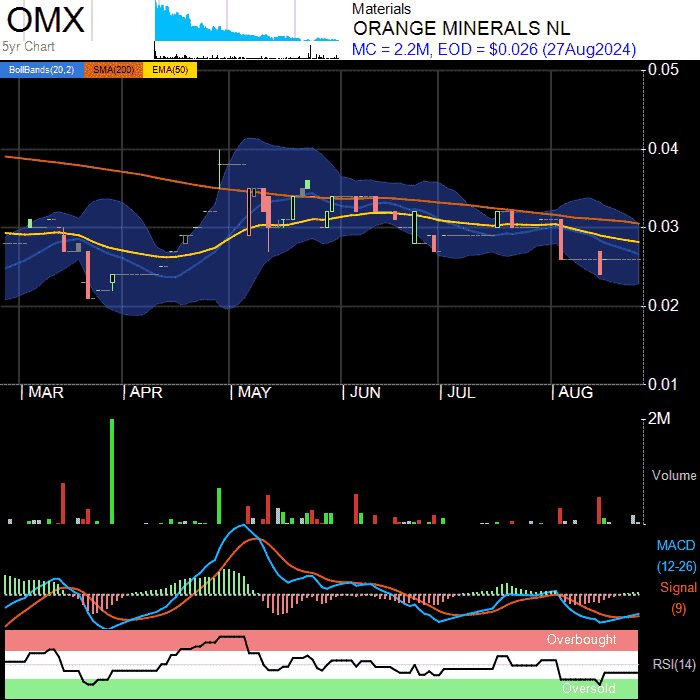 OMX
5yr Chart
Materials
ORANGE MINERALS NL
MC = 2.2M, EOD = $0.026 (27Aug2024)
BollBands(20,2) SMA(200) EMA(50)
0.05
0.04
0.03
0.02
0.01
| MAR | APR | MAY | JUN | JUL | AUG
2M
Volume
MACD
(12-26)
Signal
(9)
Overbought
RSI(14)
Oversold